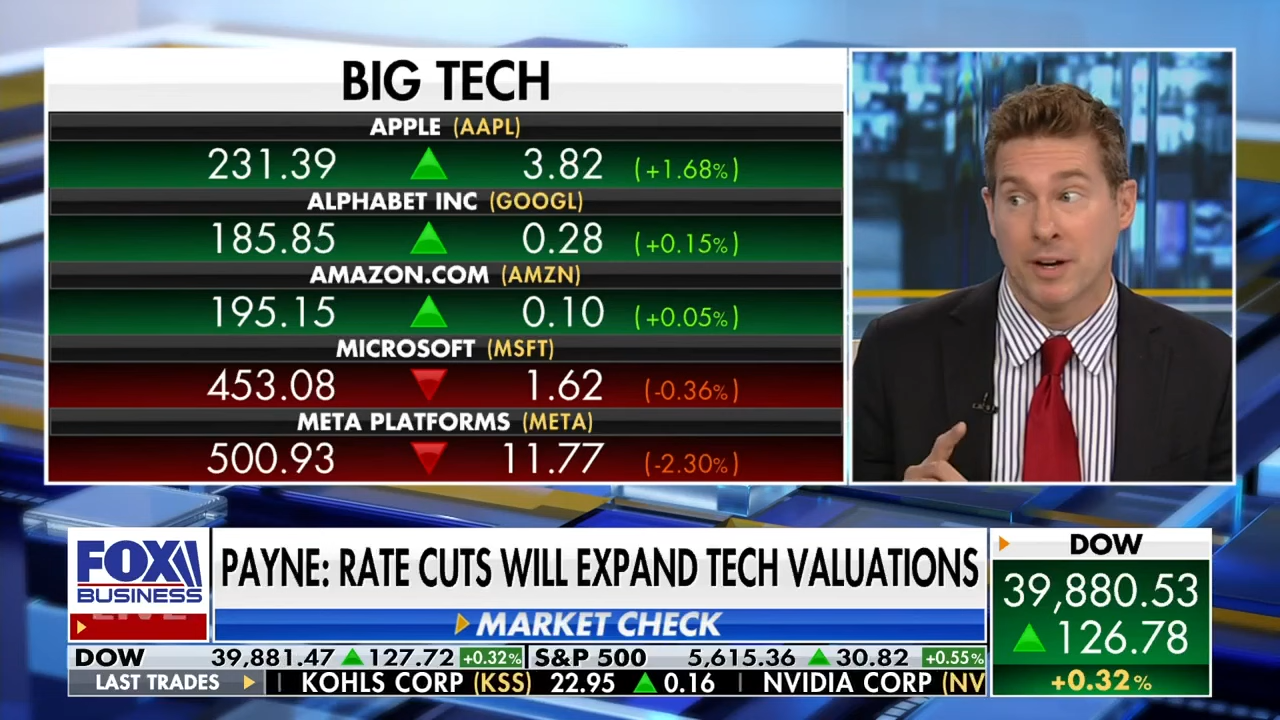 BIG TECH
APPLE (AAPL)
231.39 ▲ 3.82 (+1.68%)
ALPHABET INC (GOOGL)
185.85 ▲ 0.28 (+0.15%)
AMAZON.COM (AMZN)
195.15 ▲ 0.10 (+0.05%)
MICROSOFT (MSFT)
453.08 ▼ 1.62 (-0.36%)
META PLATFORMS (META)
500.93 ▼ 11.77 (-2.30%)
FOX
BUSINESS
LIVE
PAYNE: RATE CUTS WILL EXPAND TECH VALUATIONS
MARKET CHECK
DOW
39,880.53
▲ 126.78
+0.32%
DOW 39,881.47 ▲ 127.72 +0.32% S&P 500 5,615.36 ▲ 30.82 +0.55%
LAST TRADES KOHLS CORP (KSS) 22.95 ▲ 0.16 | NVIDIA CORP (NV